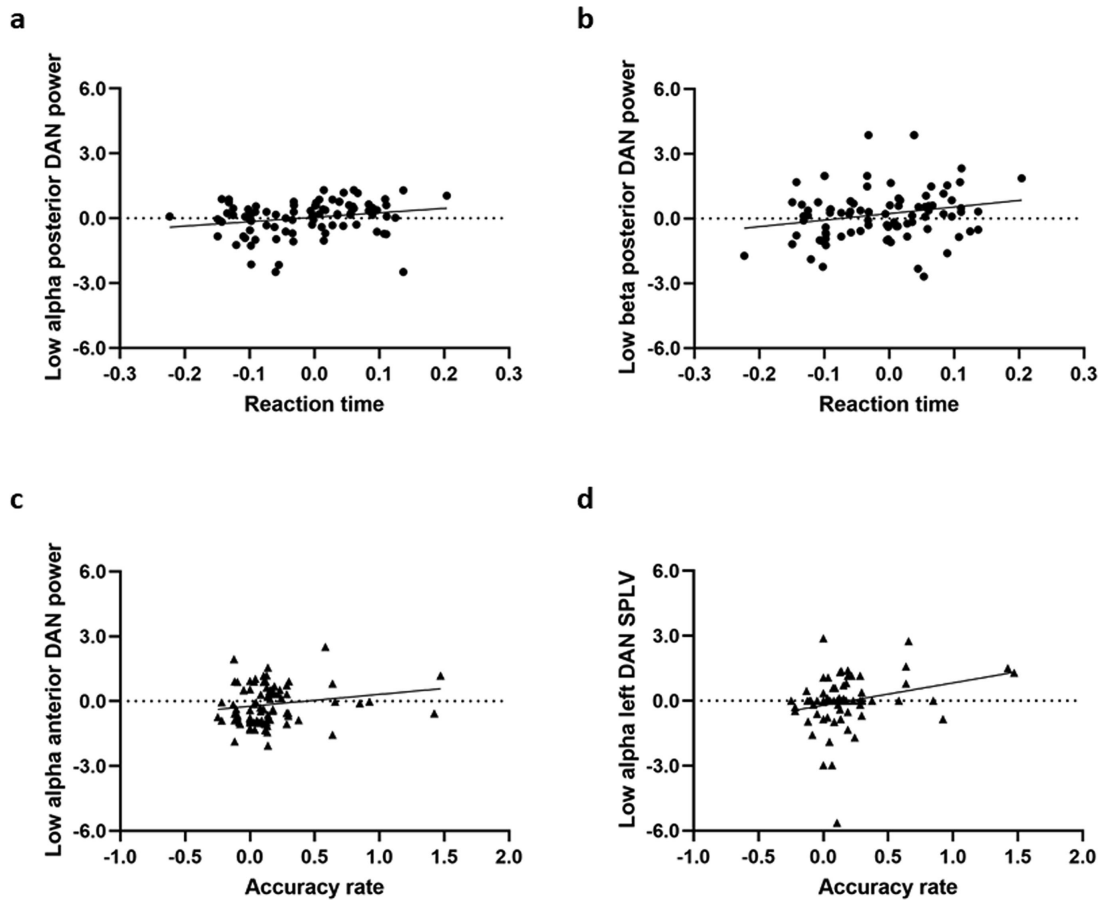 a
b
Low alpha posterior DAN power
6.0
3.0
0.0
-3.0
-6.0
-0.3 -0.2 -0.1 0.0 0.1 0.2 0.3
Reaction time
Low beta posterior DAN power
6.0
3.0
0.0
-3.0
-6.0
-0.3 -0.2 -0.1 0.0 0.1 0.2 0.3
Reaction time
c
d
Low alpha anterior DAN power
6.0
3.0
0.0
-3.0
-6.0
-1.0 -0.5 0.0 0.5 1.0 1.5 2.0
Accuracy rate
Low alpha left DAN SPLV
6.0
3.0
0.0
-3.0
-6.0
-1.0 -0.5 0.0 0.5 1.0 1.5 2.0
Accuracy rate